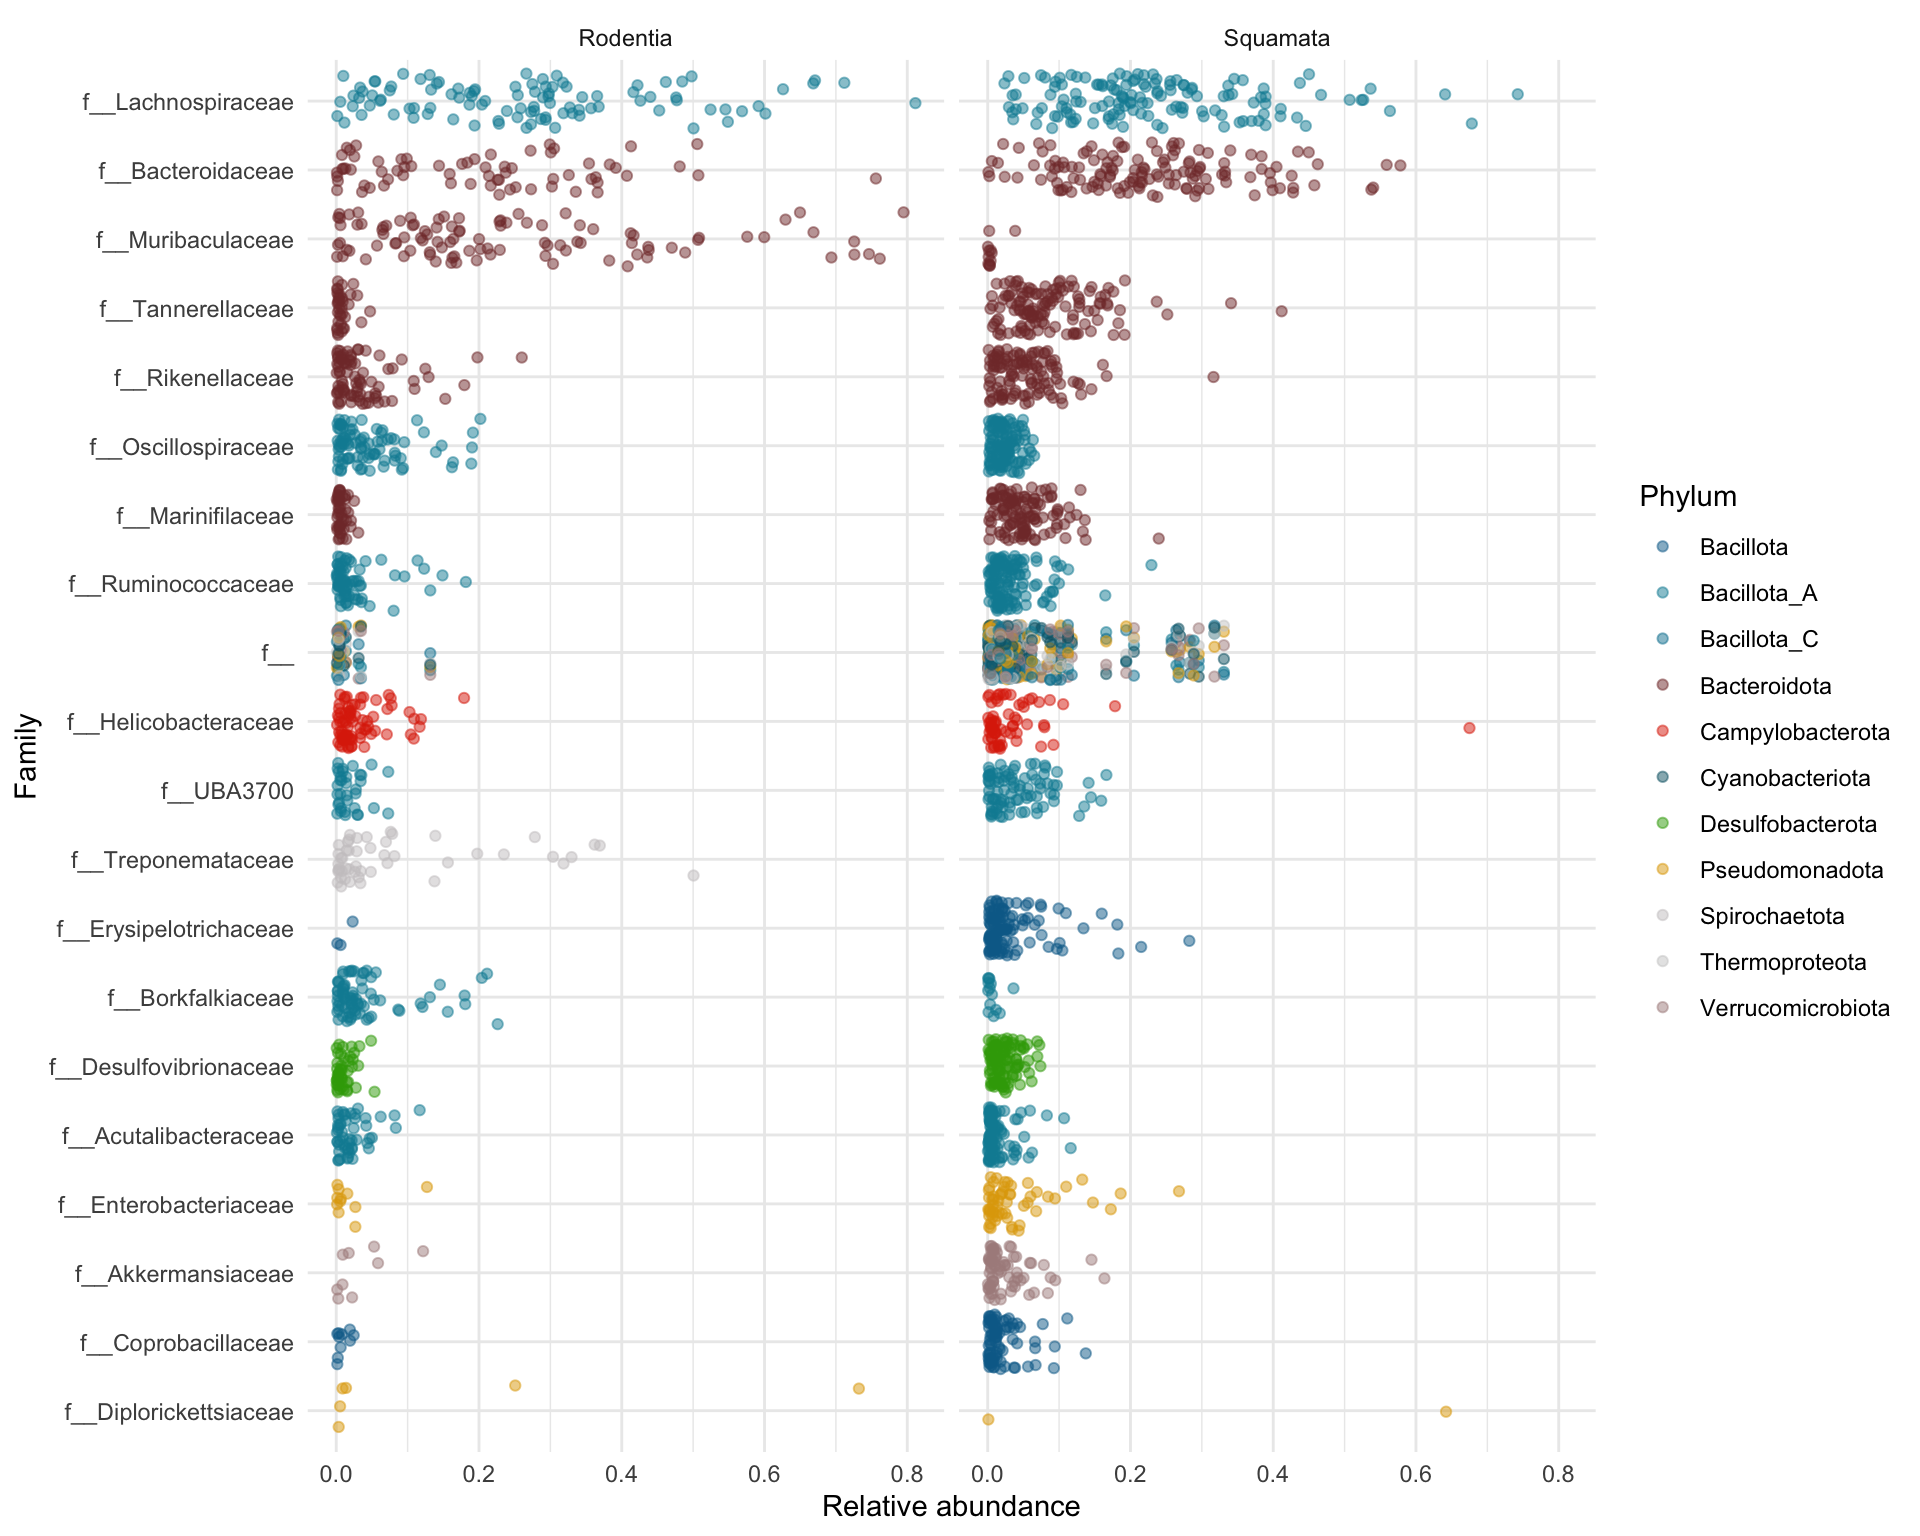 Rodentia
Squamata
f__Lachnospiraceae
f__Bacteroidaceae
f__Muribaculaceae
f__Tannerellaceae
f__Rikenellaceae
f__Oscillospiraceae
f__Marinifilaceae
f__Ruminococcaceae
f__
f__Helicobacteraceae
f__UBA3700
f__Treponemataceae
f__Erysipelotrichaceae
f__Borkfalkiaceae
f__Desulfovibrionaceae
f__Acutalibacteraceae
f__Enterobacteriaceae
f__Akkermansiaceae
f__Coprobacillaceae
f__Diplorickettsiaceae
Family
0.0 0.2 0.4 0.6 0.8
0.0 0.2 0.4 0.6 0.8
Relative abundance
Phylum
Bacillota
Bacillota_A
Bacillota_C
Bacteroidota
Campylobacterota
Cyanobacteriota
Desulfobacterota
Pseudomonadota
Spirochaetota
Thermoproteota
Verrucomicrobiota